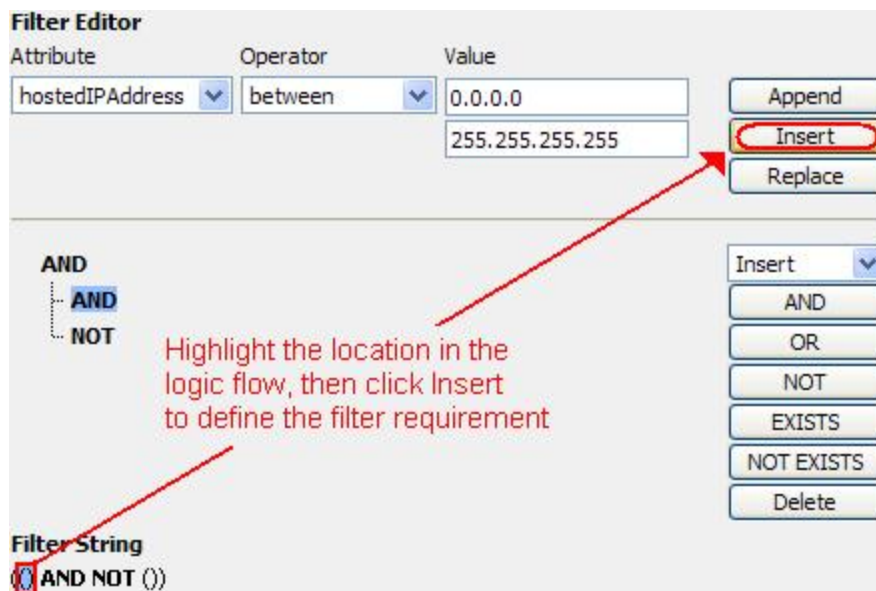 Filter Editor
Attribute Operator Value
hostedIPAddress between 0.0.0.0 Append
255.255.255.255 Insert
Replace
AND Insert
AND AND
NOT OR
Highlight the location in the
logic flow, then click Insert NOT
to define the filter requirement EXISTS
NOT EXISTS
Delete
Filter String
(() AND NOT ())